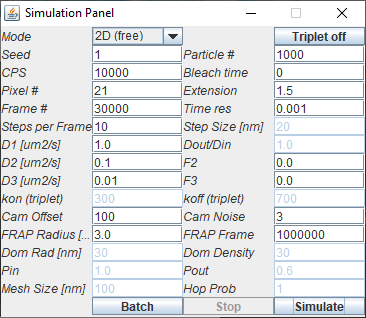 Simulation Panel
Mode 2D (free) Triplet off
Seed 1 Particle # 1000
CPS 10000 Bleach time 0
Pixel # 21 Extension 1.5
Frame # 30000 Time res 0.001
Steps per Frame 10 Step Size [nm] 20
D1 [um2/s] 1.0 Dout/Din 1.0
D2 [um2/s] 0.1 F2 0.0
D3 [um2/s] 0.01 F3 0.0
kon (triplet) 300 koff (triplet) 700
Cam Offset 100 Cam Noise 3
FRAP Radius [... 3.0 FRAP Frame 1000000
Dom Rad [nm] 30 Dom Density 30
Pin 1.0 Pout 0.6
Mesh Size [nm] 100 Hop Prob 1
Batch Stop Simulate